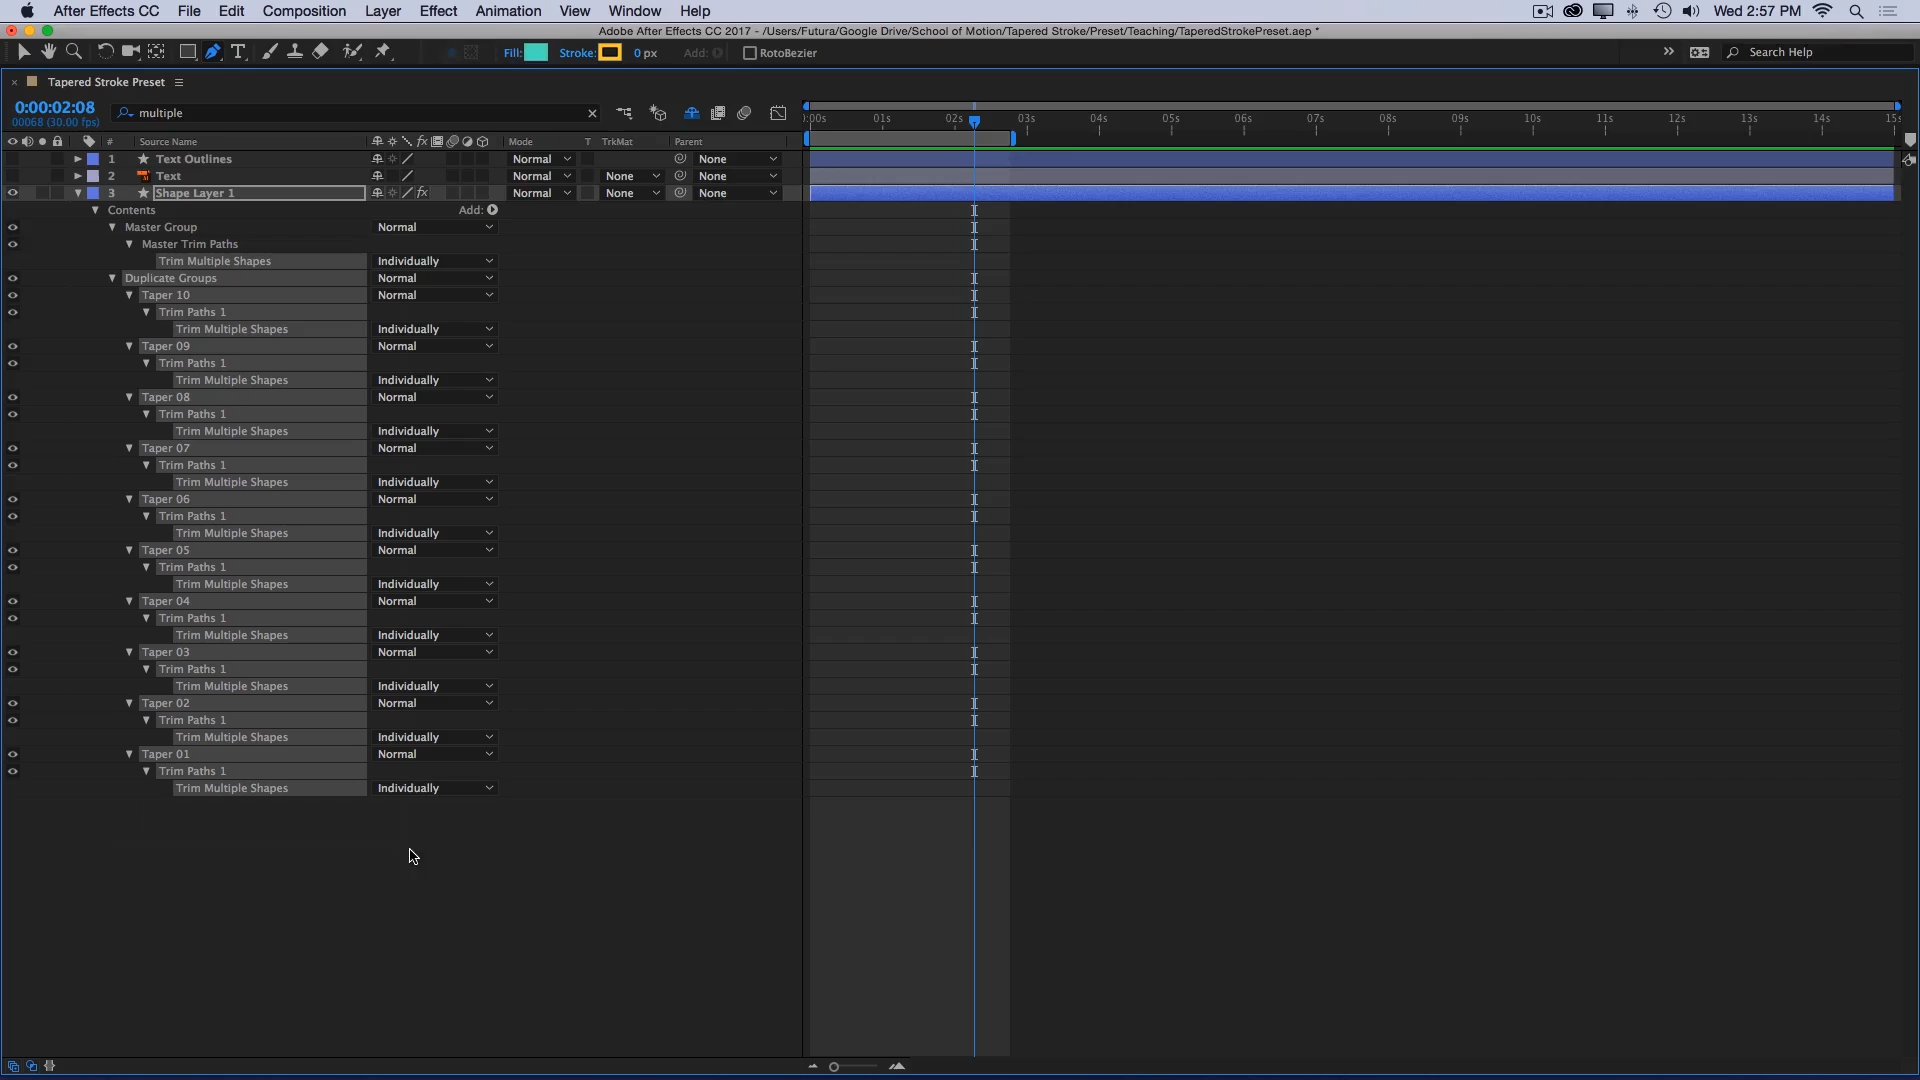 After Effects CC File Edit Composition Layer Effect Animation View Window Help Wed 2:57 PM
Adobe After Effects CC 2017 - /Users/Futura/Google Drive/School of Motion/Tapered Stroke/Preset/Teaching/TaperedStrokePreset.aep *
Fill: Stroke: 0 px Add: RotoBezier Search Help
Tapered Stroke Preset
0:00:02:08
00068 (30.00 fps)
multiple
0:00s 01s 02s 03s 04s 05s 06s 07s 08s 09s 10s 11s 12s 13s 14s 15s
# Source Name fx Mode T TrkMat Parent
1 Text Outlines Normal None
2 Text Normal None None
3 Shape Layer 1 fx Normal None None
Contents Add:
Master Group Normal
Master Trim Paths
Trim Multiple Shapes Individually
Duplicate Groups Normal
Taper 10 Normal
Trim Paths 1
Trim Multiple Shapes Individually
Taper 09 Normal
Trim Paths 1
Trim Multiple Shapes Individually
Taper 08 Normal
Trim Paths 1
Trim Multiple Shapes Individually
Taper 07 Normal
Trim Paths 1
Trim Multiple Shapes Individually
Taper 06 Normal
Trim Paths 1
Trim Multiple Shapes Individually
Taper 05 Normal
Trim Paths 1
Trim Multiple Shapes Individually
Taper 04 Normal
Trim Paths 1
Trim Multiple Shapes Individually
Taper 03 Normal
Trim Paths 1
Trim Multiple Shapes Individually
Taper 02 Normal
Trim Paths 1
Trim Multiple Shapes Individually
Taper 01 Normal
Trim Paths 1
Trim Multiple Shapes Individually